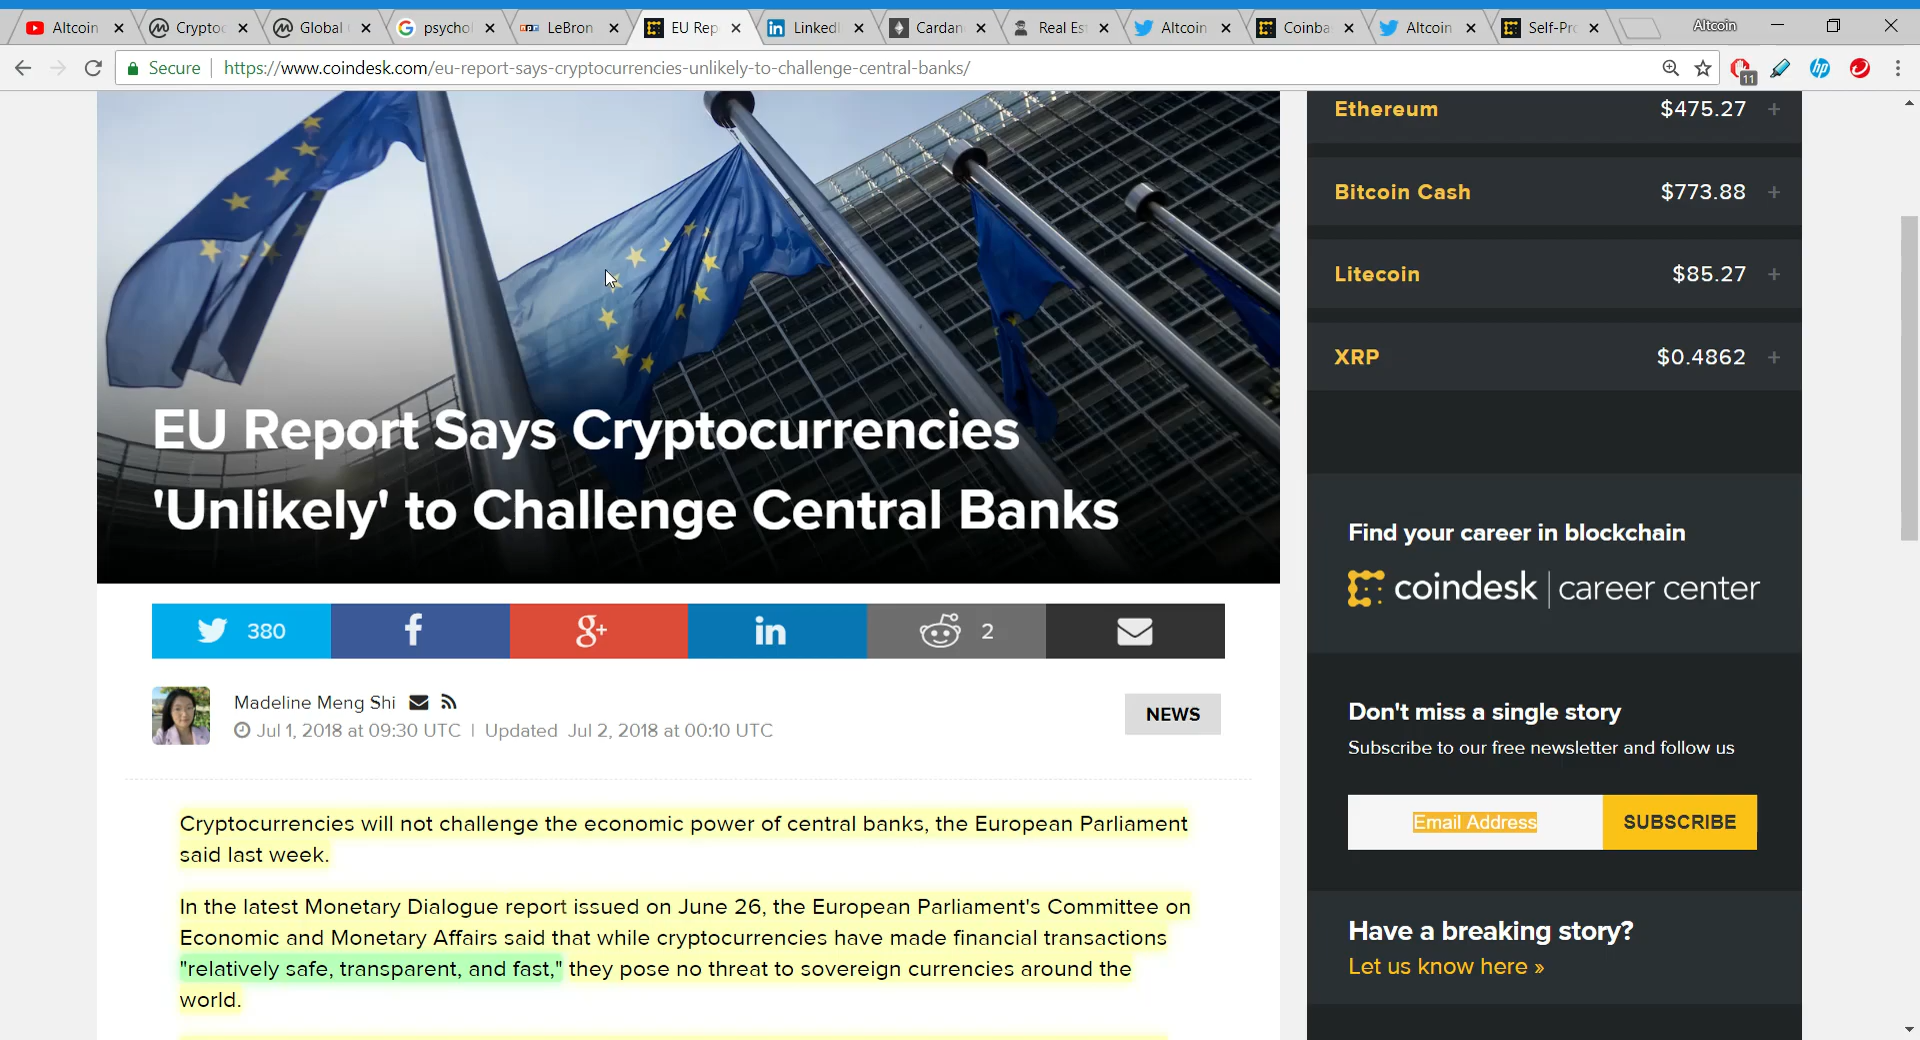 Altcoin
Cryptoc
Global
psychol
LeBron
EU Rep
LinkedI
Cardan
Real Es
Altcoin
Coinba
Altcoin
Self-Pr
Altcoin
Secure
https://www.coindesk.com/eu-report-says-cryptocurrencies-unlikely-to-challenge-central-banks/
11
hp
EU Report Says Cryptocurrencies
'Unlikely' to Challenge Central Banks
380
f
g+
in
2
Madeline Meng Shi
Jul 1, 2018 at 09:30 UTC | Updated Jul 2, 2018 at 00:10 UTC
NEWS
Cryptocurrencies will not challenge the economic power of central banks, the European Parliament
said last week.
In the latest Monetary Dialogue report issued on June 26, the European Parliament's Committee on
Economic and Monetary Affairs said that while cryptocurrencies have made financial transactions
"relatively safe, transparent, and fast," they pose no threat to sovereign currencies around the
world.
Ethereum $475.27 +
Bitcoin Cash $773.88 +
Litecoin $85.27 +
XRP $0.4862 +
Find your career in blockchain
coindesk | career center
Don't miss a single story
Subscribe to our free newsletter and follow us
Email Address
SUBSCRIBE
Have a breaking story?
Let us know here »